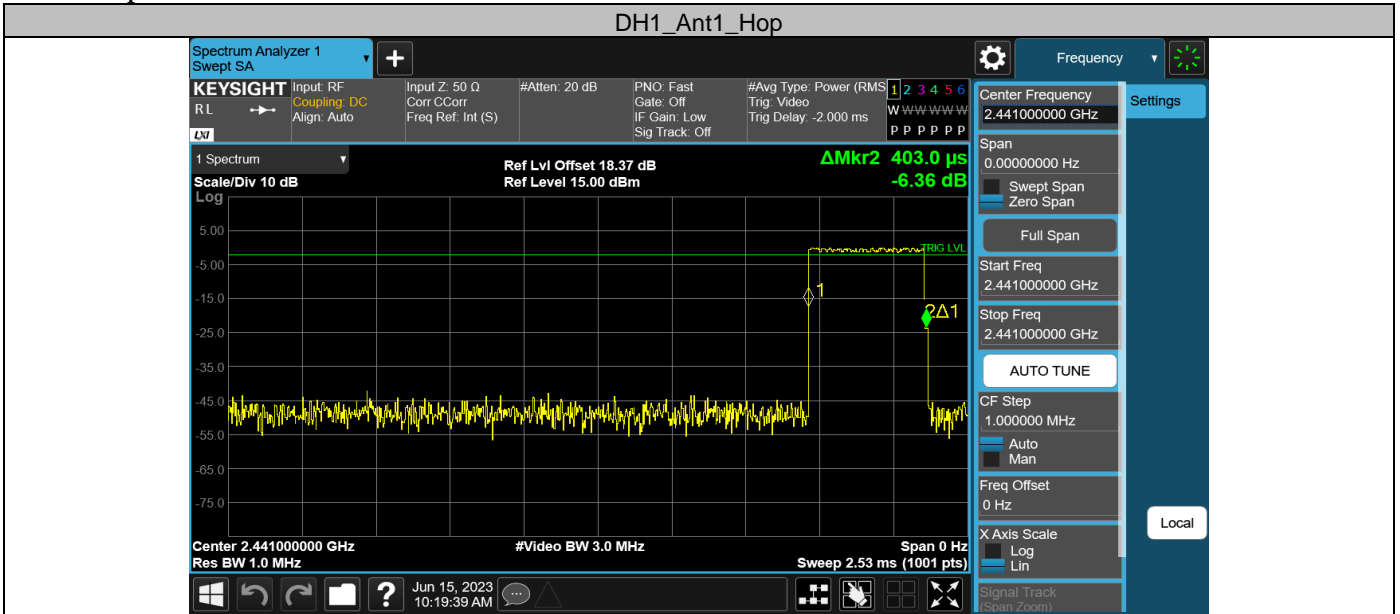 DH1_Ant1_Hop
Spectrum Analyzer 1
Swept SA
Frequency
KEYSIGHT
RL
LXI
Input: RF
Coupling: DC
Align: Auto
Input Z: 50 Ω
Corr CCorr
Freq Ref: Int (S)
#Atten: 20 dB
PNO: Fast
Gate: Off
IF Gain: Low
Sig Track: Off
#Avg Type: Power (RMS
Trig: Video
Trig Delay: -2.000 ms
1 2 3 4 5 6
W W W W W W
P P P P P P
1 Spectrum
Scale/Div 10 dB
Log
Ref Lvl Offset 18.37 dB
Ref Level 15.00 dBm
ΔMkr2 403.0 µs
-6.36 dB
5.00
-5.00
-15.0
-25.0
-35.0
-45.0
-55.0
-65.0
-75.0
TRIG LVL
1
2Δ1
Center 2.441000000 GHz
Res BW 1.0 MHz
#Video BW 3.0 MHz
Span 0 Hz
Sweep 2.53 ms (1001 pts)
Center Frequency
2.441000000 GHz
Span
0.00000000 Hz
Swept Span
Zero Span
Full Span
Start Freq
2.441000000 GHz
Stop Freq
2.441000000 GHz
AUTO TUNE
CF Step
1.000000 MHz
Auto
Man
Freq Offset
0 Hz
X Axis Scale
Log
Lin
Signal Track
(Span Zoom)
Settings
Local
?
Jun 15, 2023
10:19:39 AM